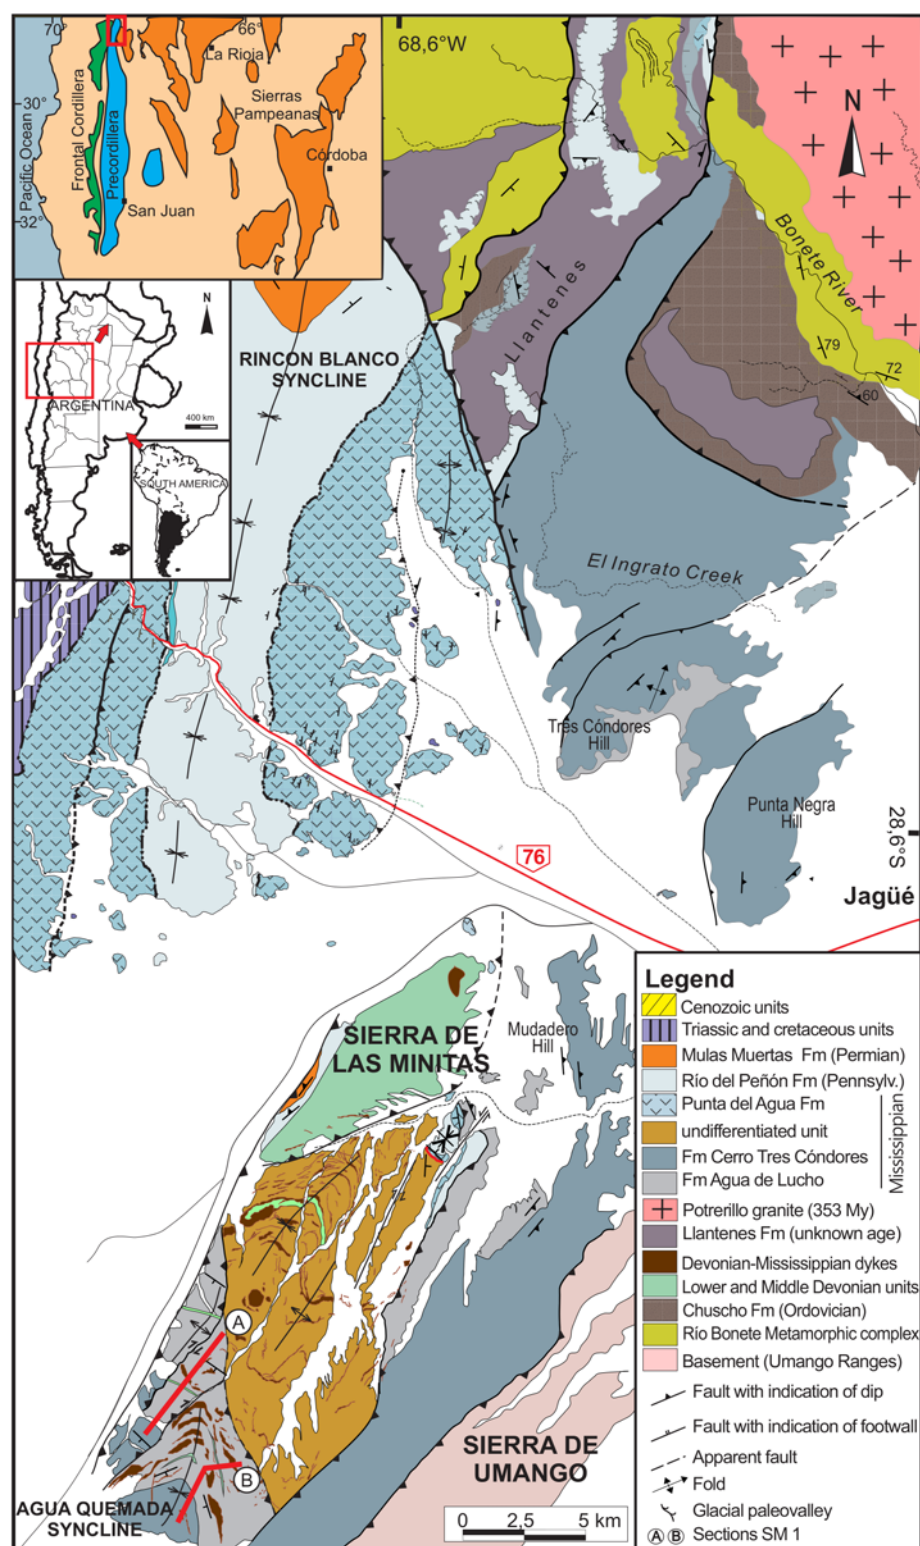 70°
66°
La Rioja
Sierras
Pampeanas
30°
Córdoba
San Juan
32°
Pacific Ocean
Frontal Cordillera
Precordillera
68,6°W
N
Bonete River
79
72
60
Llantenes
N
ARGENTINA
400 km
SOUTH AMERICA
RINCON BLANCO
SYNCLINE
El Ingrato Creek
Tres Cóndores
Hill
Punta Negra
Hill
28,6°S
76
Jagüé
SIERRA DE
LAS MINITAS
Mudadero
Hill
A
B
AGUA QUEMADA
SYNCLINE
SIERRA DE
UMANGO
0 2,5 5 km
Legend
Cenozoic units
Triassic and cretaceous units
Mulas Muertas Fm (Permian)
Río del Peñón Fm (Pennsylv.)
Punta del Agua Fm
undifferentiated unit
Fm Cerro Tres Cóndores
Fm Agua de Lucho
Mississippian
Potrerillo granite (353 My)
Llantenes Fm (unknown age)
Devonian-Mississippian dykes
Lower and Middle Devonian units
Chuscho Fm (Ordovician)
Río Bonete Metamorphic complex
Basement (Umango Ranges)
Fault with indication of dip
Fault with indication of footwall
Apparent fault
Fold
Glacial paleovalley
A B Sections SM 1